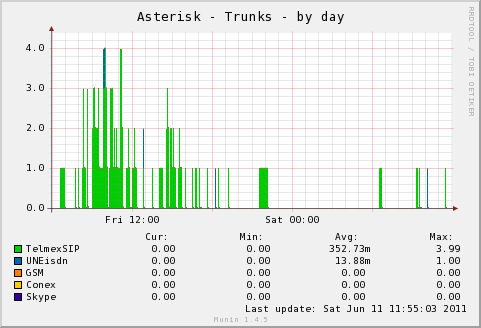 Asterisk - Trunks - by day
RRDTOOL / TOBI OETIKER
4.0
3.0
2.0
1.0
0.0
Fri 12:00 Sat 00:00
Cur: Min: Avg: Max:
TelmexSIP 0.00 0.00 352.73m 3.99
UNEisdn 0.00 0.00 13.88m 1.00
GSM 0.00 0.00 0.00 0.00
Conex 0.00 0.00 0.00 0.00
Skype 0.00 0.00 0.00 0.00
Last update: Sat Jun 11 11:55:03 2011
Munin 1.4.5